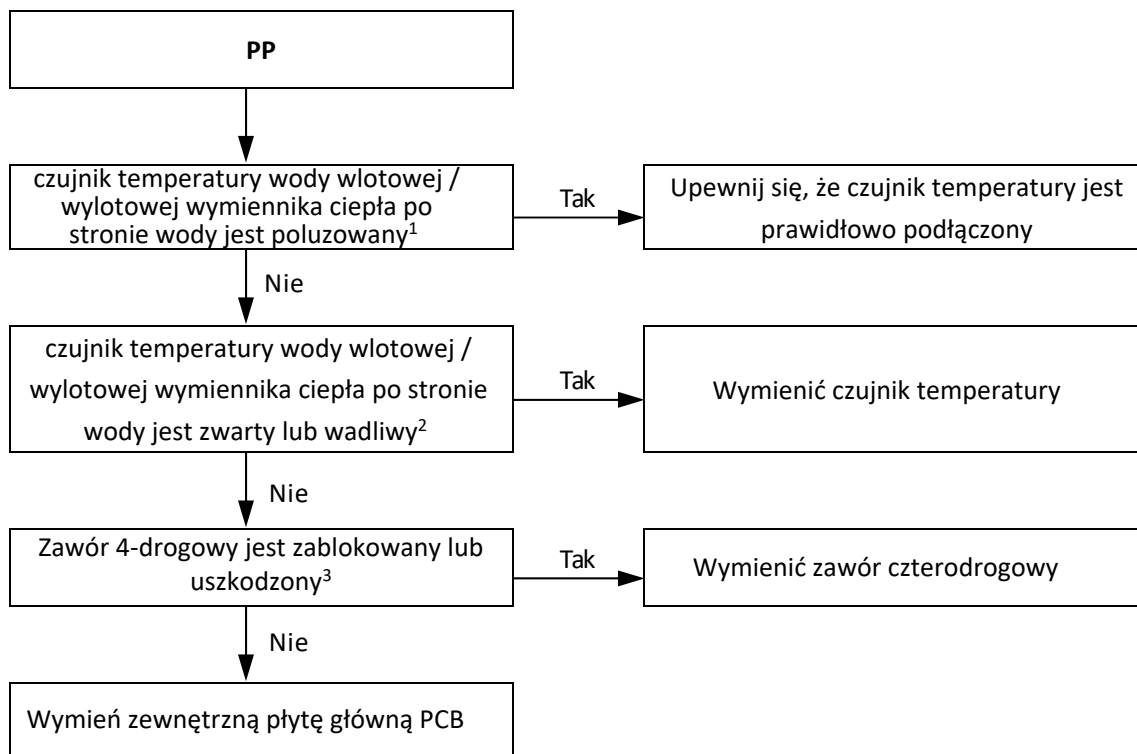 PP
czujnik temperatury wody wlotowej /
wylotowej wymiennika ciepła po
stronie wody jest poluzowany¹
Tak
Upewnij się, że czujnik temperatury jest
prawidłowo podłączony
Nie
czujnik temperatury wody wlotowej /
wylotowej wymiennika ciepła po stronie
wody jest zwarty lub wadliwy²
Tak
Wymienić czujnik temperatury
Nie
Zawór 4-drogowy jest zablokowany lub
uszkodzony³
Tak
Wymienić zawór czterodrogowy
Nie
Wymień zewnętrzną płytę główną PCB